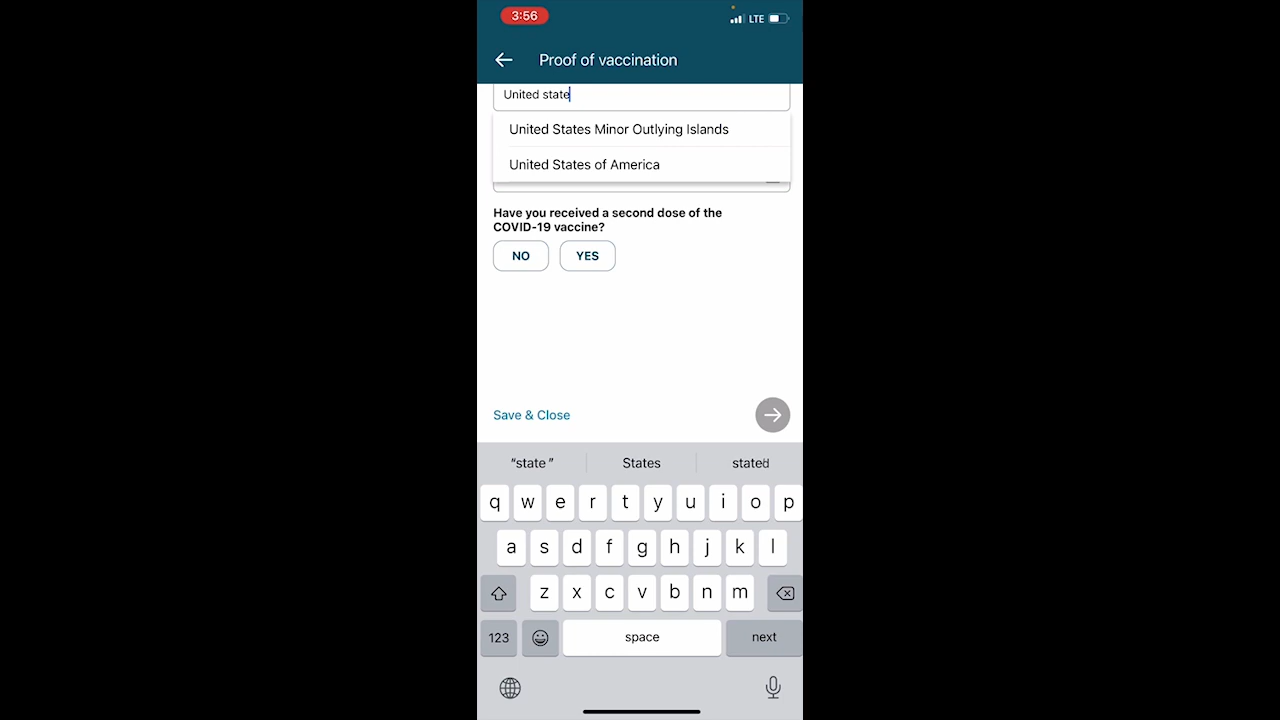 3:56
LTE
Proof of vaccination
United state
United States Minor Outlying Islands
United States of America
Have you received a second dose of the
COVID-19 vaccine?
NO YES
Save & Close
"state" States stated
q w e r t y u i o p
a s d f g h j k l
z x c v b n m
123 space next